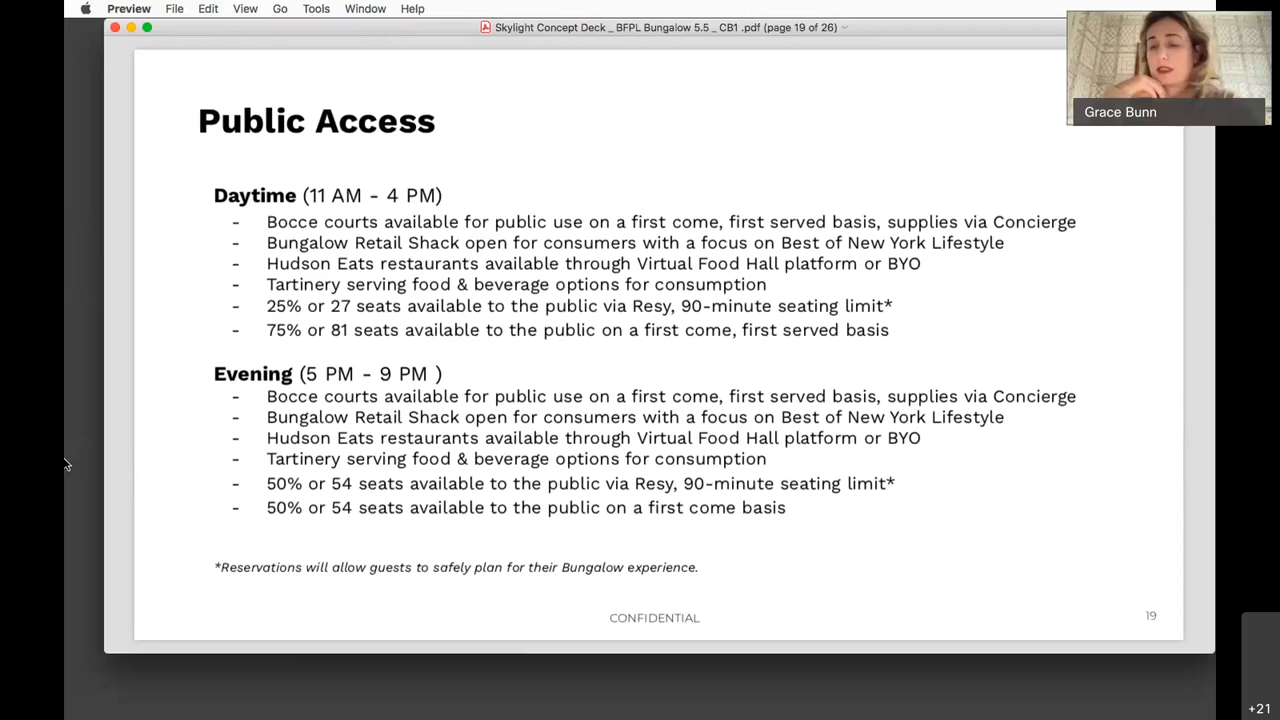 Preview File Edit View Go Tools Window Help
Skylight Concept Deck _ BFPL Bungalow 5.5 _ CB1 .pdf (page 19 of 26)
Grace Bunn
Public Access
Daytime (11 AM - 4 PM)
- Bocce courts available for public use on a first come, first served basis, supplies via Concierge
- Bungalow Retail Shack open for consumers with a focus on Best of New York Lifestyle
- Hudson Eats restaurants available through Virtual Food Hall platform or BYO
- Tartinery serving food & beverage options for consumption
- 25% or 27 seats available to the public via Resy, 90-minute seating limit*
- 75% or 81 seats available to the public on a first come, first served basis
Evening (5 PM - 9 PM )
- Bocce courts available for public use on a first come, first served basis, supplies via Concierge
- Bungalow Retail Shack open for consumers with a focus on Best of New York Lifestyle
- Hudson Eats restaurants available through Virtual Food Hall platform or BYO
- Tartinery serving food & beverage options for consumption
- 50% or 54 seats available to the public via Resy, 90-minute seating limit*
- 50% or 54 seats available to the public on a first come basis
*Reservations will allow guests to safely plan for their Bungalow experience.
CONFIDENTIAL
19
+21